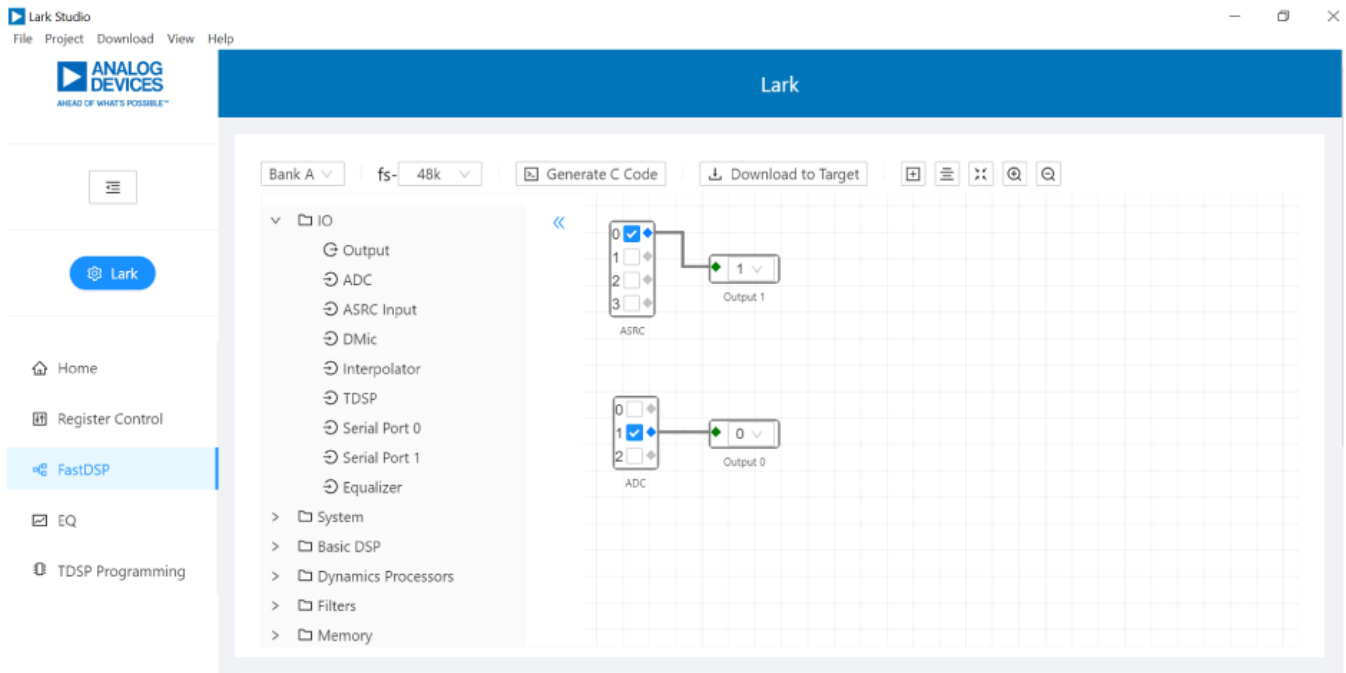 Lark Studio
File Project Download View Help
ANALOG
DEVICES
AHEAD OF WHAT'S POSSIBLE™
Lark
Bank A fs- 48k Generate C Code Download to Target
Lark
Home
Register Control
FastDSP
EQ
TDSP Programming
IO
Output
ADC
ASRC Input
DMic
Interpolator
TDSP
Serial Port 0
Serial Port 1
Equalizer
System
Basic DSP
Dynamics Processors
Filters
Memory
0
1
2
3
ASRC
1
Output 1
0
1
2
ADC
0
Output 0